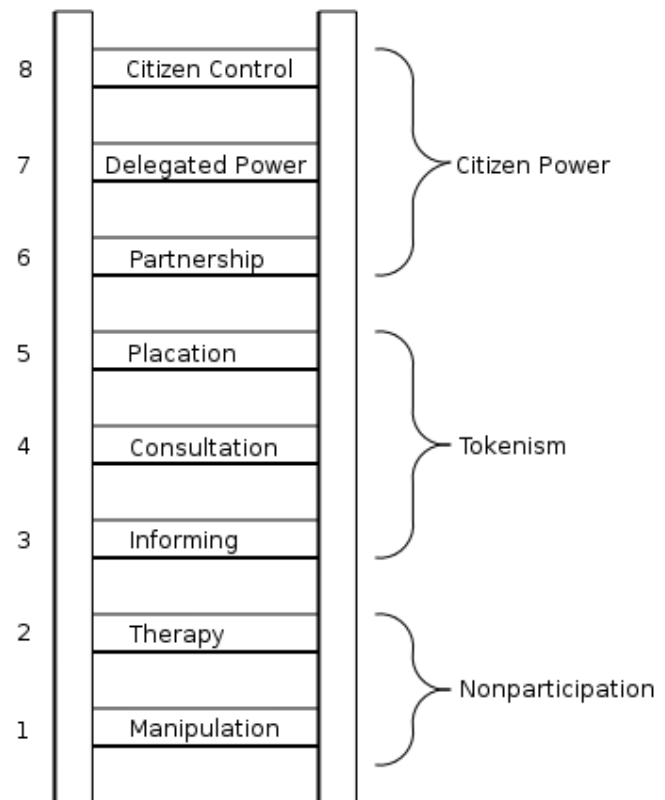 8 Citizen Control
7 Delegated Power Citizen Power
6 Partnership
5 Placation
4 Consultation Tokenism
3 Informing
2 Therapy
Nonparticipation
1 Manipulation